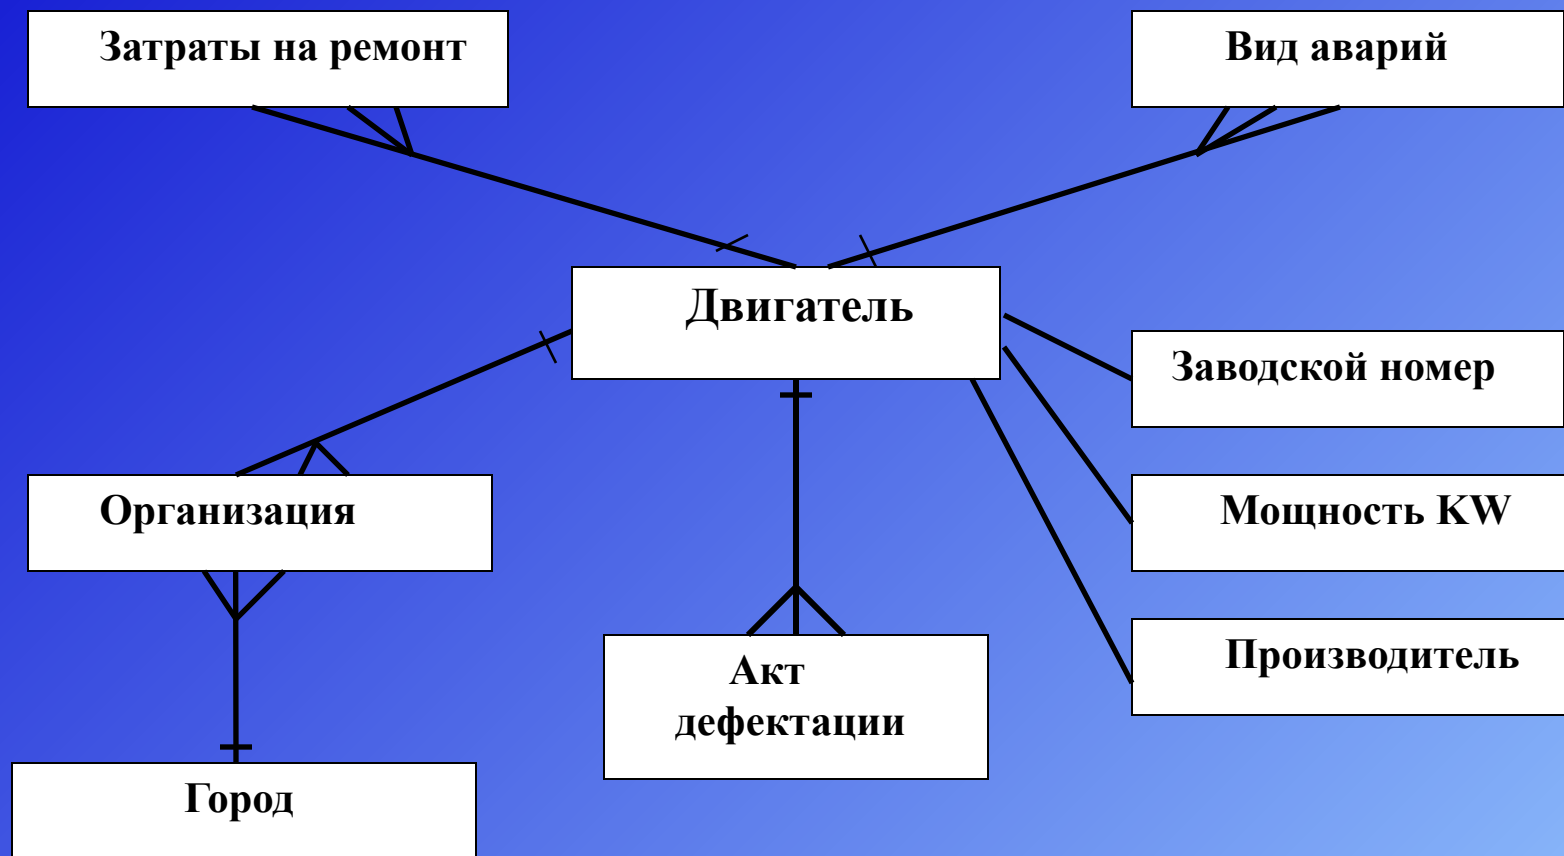 Затраты на ремонт
Вид аварий
Двигатель
Заводской номер
Организация
Мощность KW
Акт
дефектации
Производитель
Город